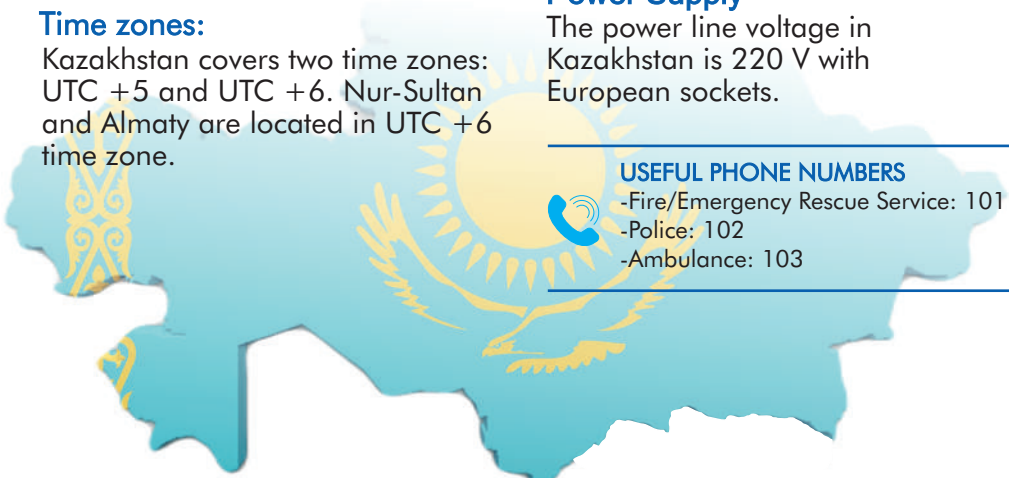 Time zones:
Kazakhstan covers two time zones:
UTC +5 and UTC +6. Nur-Sultan
and Almaty are located in UTC +6
time zone.
Power Supply
The power line voltage in
Kazakhstan is 220 V with
European sockets.
USEFUL PHONE NUMBERS
-Fire/Emergency Rescue Service: 101
-Police: 102
-Ambulance: 103